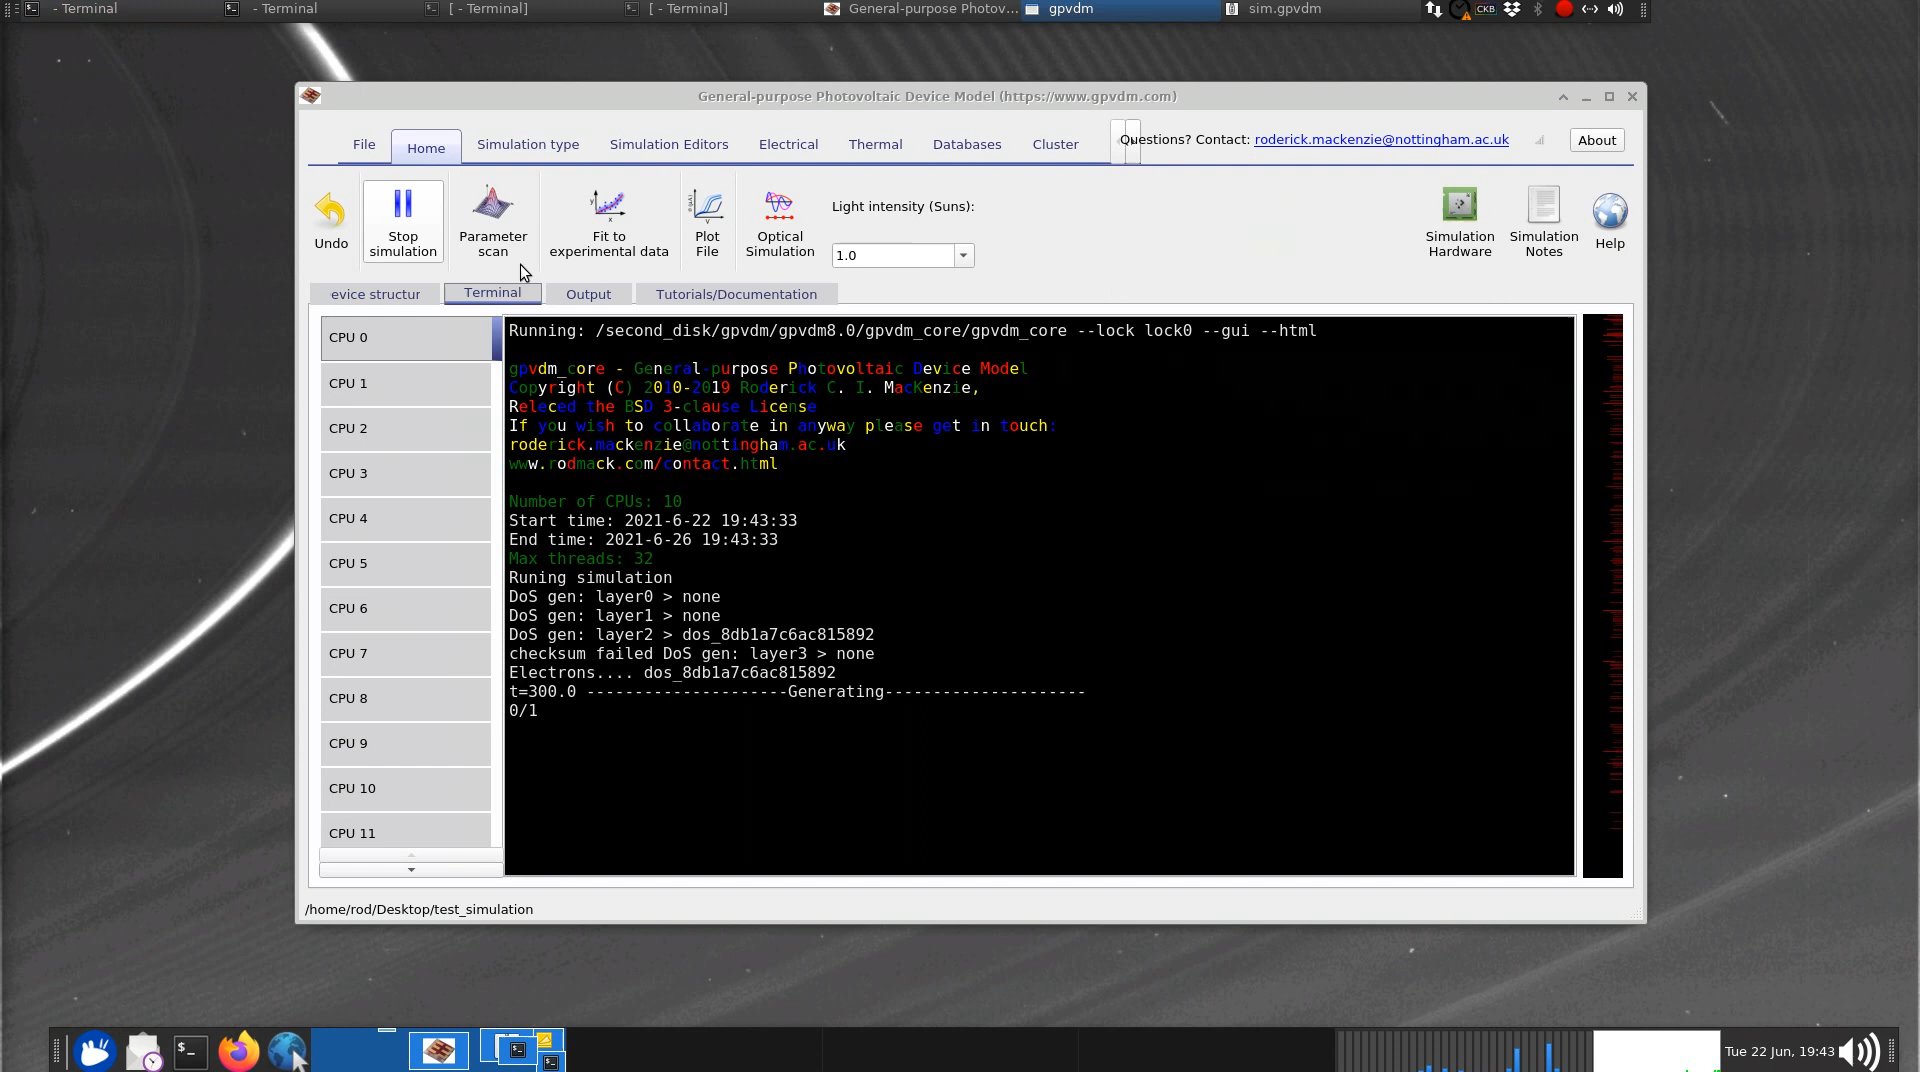 - Terminal
- Terminal
[ - Terminal]
[ - Terminal]
General-purpose Photov...
gpvdm
sim.gpvdm
CKB
General-purpose Photovoltaic Device Model (https://www.gpvdm.com)
File
Home
Simulation type
Simulation Editors
Electrical
Thermal
Databases
Cluster
Questions? Contact: roderick.mackenzie@nottingham.ac.uk
About
Undo
Stop
simulation
Parameter
scan
Fit to
experimental data
Plot
File
Optical
Simulation
Light intensity (Suns):
1.0
Simulation
Hardware
Simulation
Notes
Help
evice structur
Terminal
Output
Tutorials/Documentation
CPU 0
CPU 1
CPU 2
CPU 3
CPU 4
CPU 5
CPU 6
CPU 7
CPU 8
CPU 9
CPU 10
CPU 11
Running: /second_disk/gpvdm/gpvdm8.0/gpvdm_core/gpvdm_core --lock lock0 --gui --html
gpvdm_core - General-purpose Photovoltaic Device Model
Copyright (C) 2010-2019 Roderick C. I. MacKenzie,
Releced the BSD 3-clause License
If you wish to collaborate in anyway please get in touch:
roderick.mackenzie@nottingham.ac.uk
www.rodmack.com/contact.html
Number of CPUs: 10
Start time: 2021-6-22 19:43:33
End time: 2021-6-26 19:43:33
Max threads: 32
Runing simulation
DoS gen: layer0 > none
DoS gen: layer1 > none
DoS gen: layer2 > dos_8db1a7c6ac815892
checksum failed DoS gen: layer3 > none
Electrons.... dos_8db1a7c6ac815892
t=300.0 ---------------------Generating---------------------
0/1
/home/rod/Desktop/test_simulation
Tue 22 Jun, 19:43